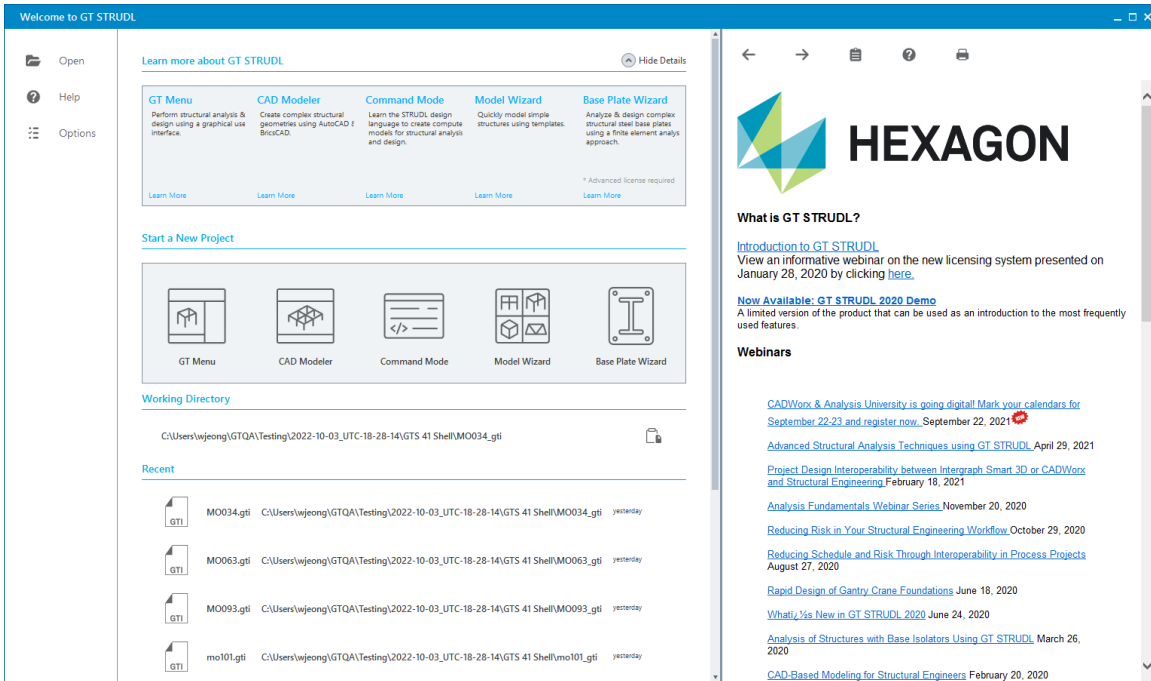 Welcome to GT STRUDL
Open
Help
Options
Learn more about GT STRUDL
Hide Details
GT Menu
Perform structural analysis &
design using a graphical use
interface.
Learn More
CAD Modeler
Create complex structural
geometries using AutoCAD &
BricsCAD.
Learn More
Command Mode
Learn the STRUDL design
language to create compute
models for structural analysis
and design.
Learn More
Model Wizard
Quickly model simple
structures using templates.
Learn More
Base Plate Wizard
Analyze & design complex
structural steel base plates
using a finite element analys
approach.
* Advanced license required
Learn More
Start a New Project
GT Menu
CAD Modeler
</>
Command Mode
Model Wizard
Base Plate Wizard
Working Directory
C:\Users\wjeong\GTQA\Testing\2022-10-03_UTC-18-28-14\GTS 41 Shell\MO034_gti
Recent
GTI MO034.gti C:\Users\wjeong\GTQA\Testing\2022-10-03_UTC-18-28-14\GTS 41 Shell\MO034_gti yesterday
GTI MO063.gti C:\Users\wjeong\GTQA\Testing\2022-10-03_UTC-18-28-14\GTS 41 Shell\MO063_gti yesterday
GTI MO093.gti C:\Users\wjeong\GTQA\Testing\2022-10-03_UTC-18-28-14\GTS 41 Shell\MO093_gti yesterday
GTI mo101.gti C:\Users\wjeong\GTQA\Testing\2022-10-03_UTC-18-28-14\GTS 41 Shell\mo101_gti yesterday
HEXAGON
What is GT STRUDL?
Introduction to GT STRUDL
View an informative webinar on the new licensing system presented on
January 28, 2020 by clicking here.
Now Available: GT STRUDL 2020 Demo
A limited version of the product that can be used as an introduction to the most frequently
used features.
Webinars
CADWorx & Analysis University is going digital! Mark your calendars for
September 22-23 and register now. September 22, 2021 NEW
Advanced Structural Analysis Techniques using GT STRUDL April 29, 2021
Project Design Interoperability between Intergraph Smart 3D or CADWorx
and Structural Engineering February 18, 2021
Analysis Fundamentals Webinar Series November 20, 2020
Reducing Risk in Your Structural Engineering Workflow October 29, 2020
Reducing Schedule and Risk Through Interoperability in Process Projects
August 27, 2020
Rapid Design of Gantry Crane Foundations June 18, 2020
Whatï¿½s New in GT STRUDL 2020 June 24, 2020
Analysis of Structures with Base Isolators Using GT STRUDL March 26,
2020
CAD-Based Modeling for Structural Engineers February 20, 2020